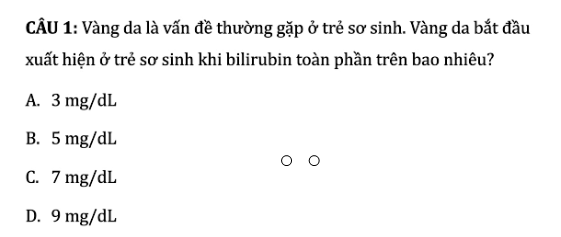 CÂU 1: Vàng da là vấn đề thường gặp ở trẻ sơ sinh. Vàng da bắt đầu
xuất hiện ở trẻ sơ sinh khi bilirubin toàn phần trên bao nhiêu?
A. 3 mg/dL
B. 5 mg/dL
C. 7 mg/dL
D. 9 mg/dL